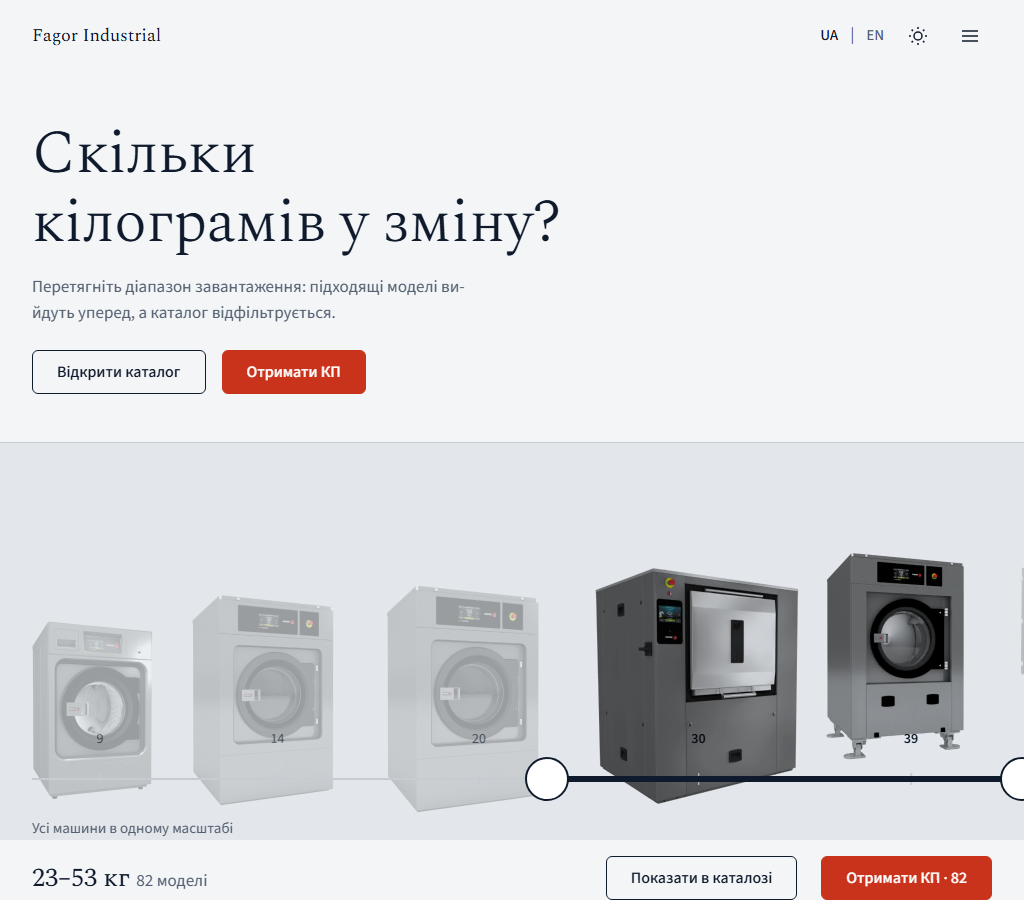 Fagor Industrial
UA | EN
Скільки
кілограмів у зміну?
Перетягніть діапазон завантаження: підходящі моделі ви-
йдуть уперед, а каталог відфільтрується.
Відкрити каталог
Отримати КП
9
14
20
30
39
Усі машини в одному масштабі
23–53 кг 82 моделі
Показати в каталозі
Отримати КП · 82